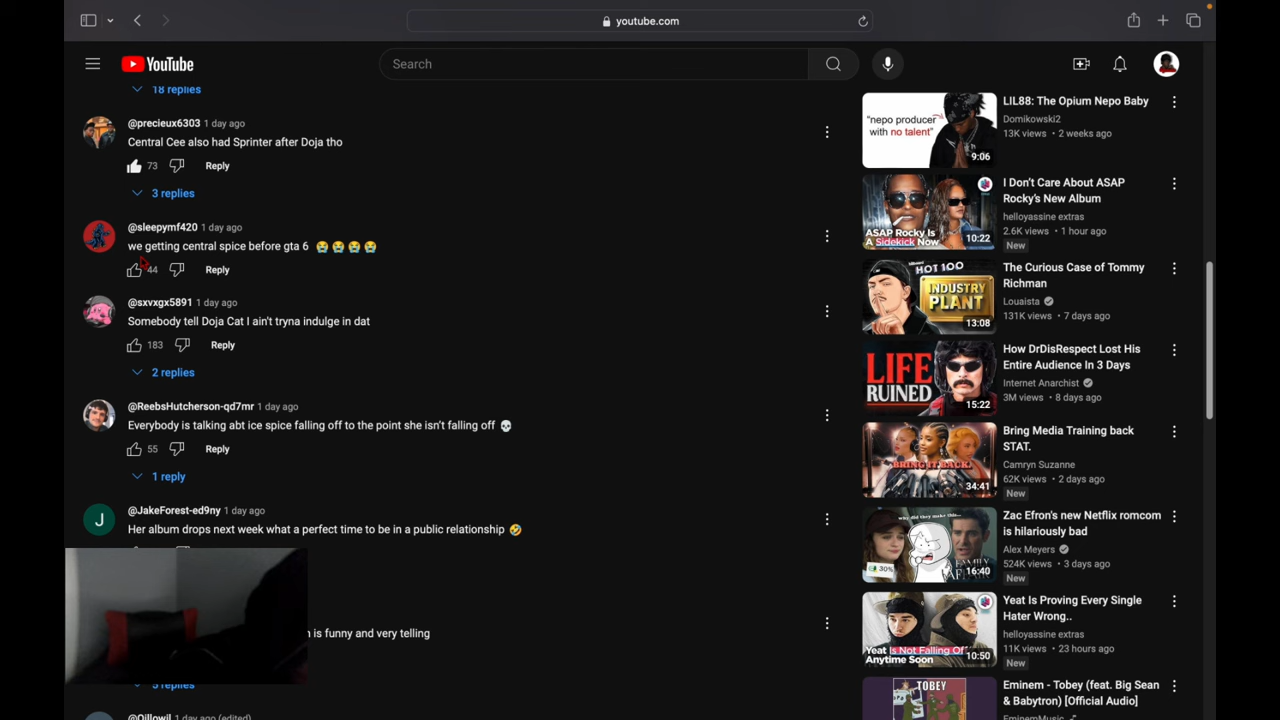 youtube.com
YouTube
Search
18 replies
@precieux6303 1 day ago
Central Cee also had Sprinter after Doja tho
73 Reply
3 replies
@sleepymf420 1 day ago
we getting central spice before gta 6 😭😭😭😭
44 Reply
@sxvxgx5891 1 day ago
Somebody tell Doja Cat I ain't tryna indulge in dat
183 Reply
2 replies
@ReebsHutcherson-qd7mr 1 day ago
Everybody is talking abt ice spice falling off to the point she isn’t falling off 💀
55 Reply
1 reply
J
@JakeForest-ed9ny 1 day ago
Her album drops next week what a perfect time to be in a public relationship 🤣
is funny and very telling
5 replies
1 day ago (edited)
"nepo producer
with no talent"
9:06
LIL88: The Opium Nepo Baby
Domikowski2
13K views • 2 weeks ago
ASAP Rocky Is
A Sidekick Now
10:22
I Don’t Care About ASAP
Rocky’s New Album
helloyassine extras
2.6K views • 1 hour ago
New
billboard
HOT 100
INDUSTRY
PLANT
13:08
The Curious Case of Tommy
Richman
Louaista
131K views • 7 days ago
LIFE
RUINED
15:22
How DrDisRespect Lost His
Entire Audience In 3 Days
Internet Anarchist
3M views • 8 days ago
BRING IT BACK.
34:41
Bring Media Training back
STAT.
Camryn Suzanne
62K views • 2 days ago
New
why did they make this...
30%
FAMILY
AFFAIR
16:40
Zac Efron's new Netflix romcom
is hilariously bad
Alex Meyers
524K views • 3 days ago
New
Yeat Is Not Falling Of
Anytime Soon
10:50
Yeat Is Proving Every Single
Hater Wrong..
helloyassine extras
11K views • 23 hours ago
New
TOBEY
Eminem - Tobey (feat. Big Sean
& Babytron) [Official Audio]
EminemMusic